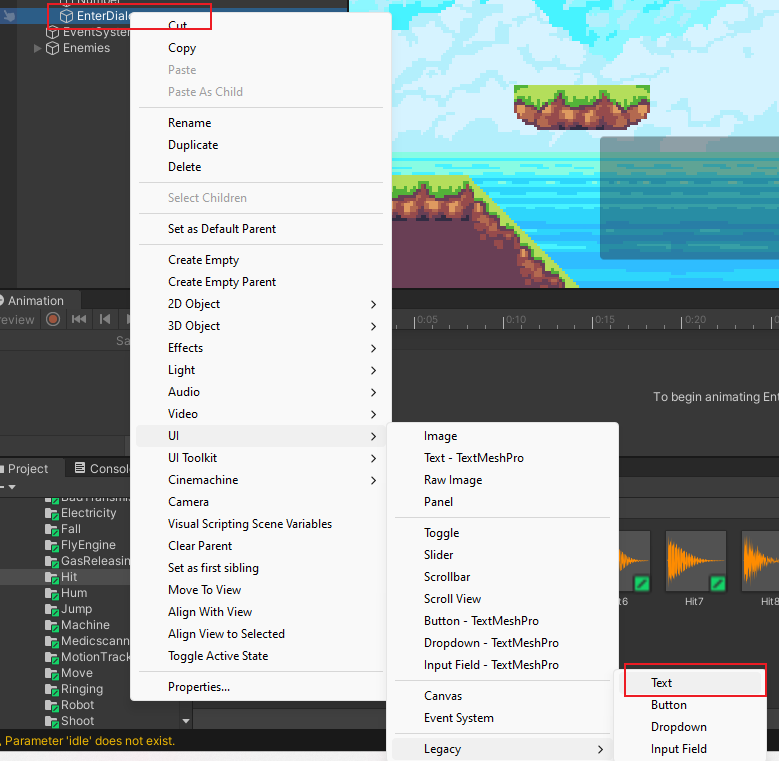 Number
EnterDialo
EventSystem
Enemies
Cut
Copy
Paste
Paste As Child
Rename
Duplicate
Delete
Select Children
Set as Default Parent
Create Empty
Create Empty Parent
2D Object
3D Object
Effects
Light
Audio
Video
UI
UI Toolkit
Cinemachine
Camera
Visual Scripting Scene Variables
Clear Parent
Set as first sibling
Move To View
Align With View
Align View to Selected
Toggle Active State
Properties...
Image
Text - TextMeshPro
Raw Image
Panel
Toggle
Slider
Scrollbar
Scroll View
Button - TextMeshPro
Dropdown - TextMeshPro
Input Field - TextMeshPro
Canvas
Event System
Legacy
Text
Button
Dropdown
Input Field
Animation
review
Sa
0:05
0:10
0:15
0:20
To begin animating Ent
Project
Consol
Electricity
Fall
FlyEngine
GasReleasin
Hit
Hum
Jump
Machine
Medicscann
MotionTrack
Move
Ringing
Robot
Shoot
t6
Hit7
Hit8
, Parameter 'idle' does not exist.